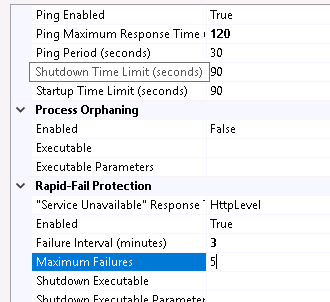 Ping Enabled True
Ping Maximum Response Time ( 120
Ping Period (seconds) 30
Shutdown Time Limit (seconds) 90
Startup Time Limit (seconds) 90
Process Orphaning
Enabled False
Executable
Executable Parameters
Rapid-Fail Protection
"Service Unavailable" Response T HttpLevel
Enabled True
Failure Interval (minutes) 3
Maximum Failures 5
Shutdown Executable
Shutdown Executable Parameter